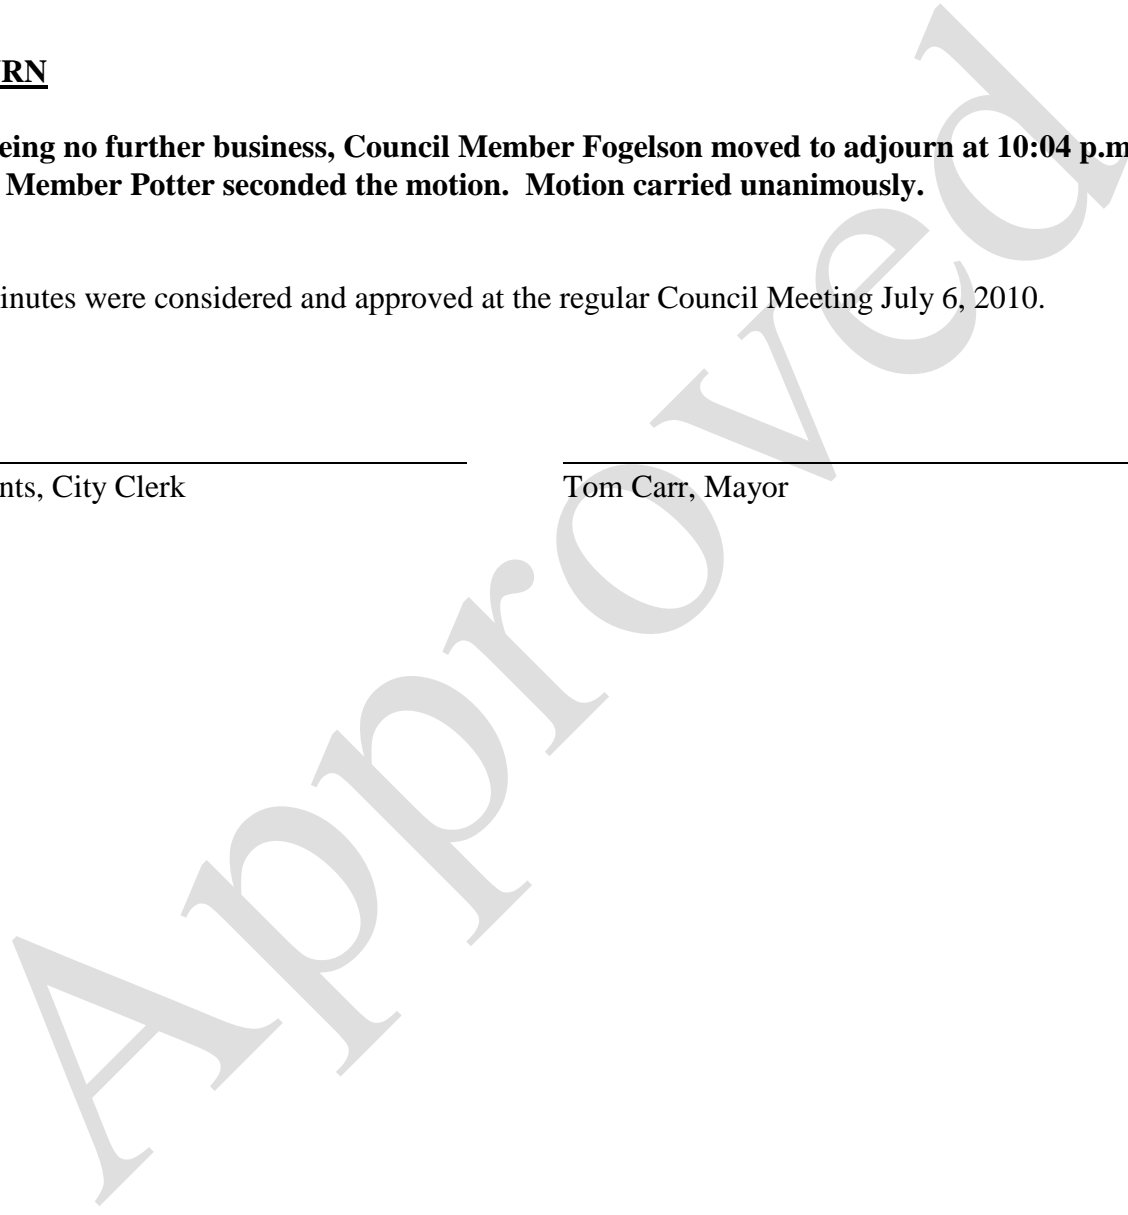 RN
eing no further business, Council Member Fogelson moved to adjourn at 10:04 p.m
Member Potter seconded the motion.  Motion carried unanimously.
inutes were considered and approved at the regular Council Meeting July 6, 2010.
nts, City Clerk
Tom Carr, Mayor
Approved